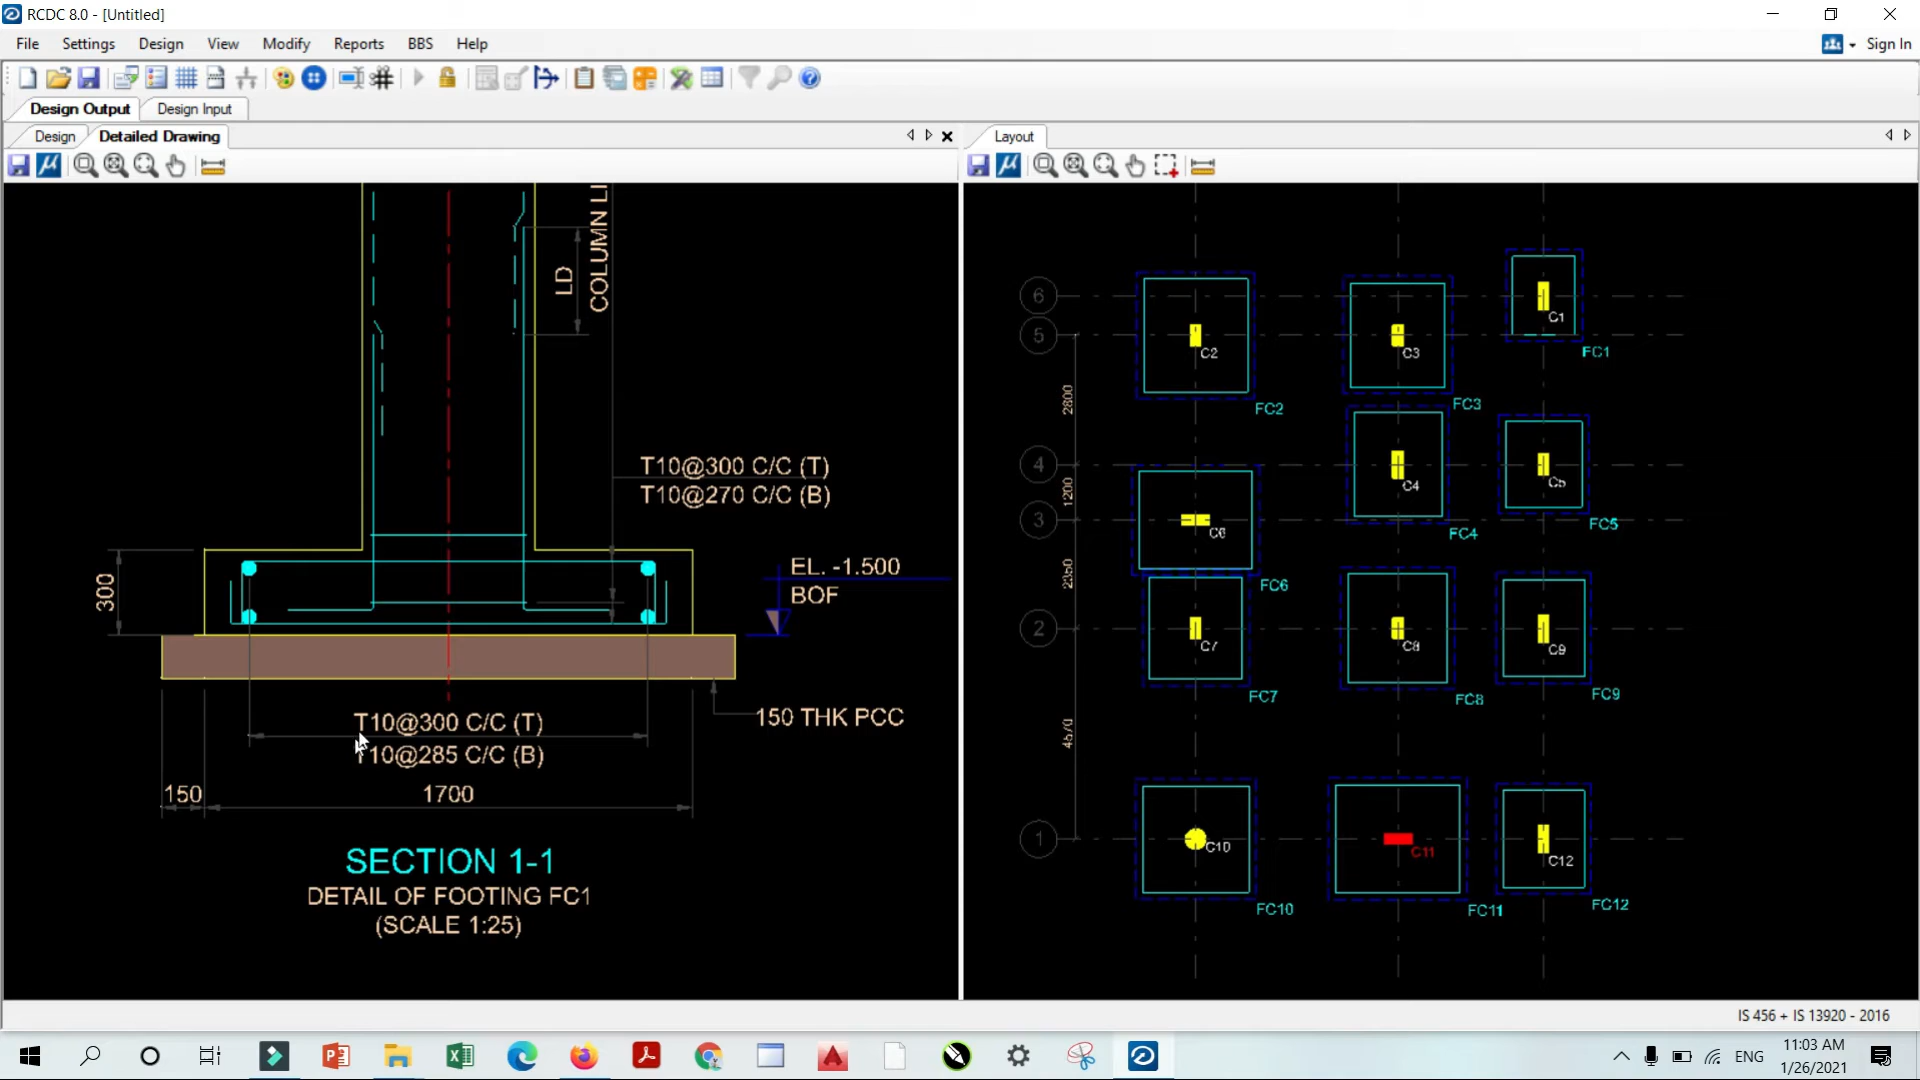 RCDC 8.0 - [Untitled]
File Settings Design View Modify Reports BBS Help
Sign In
Design Output Design Input
Design Detailed Drawing
Layout
COLUMN LI
LD
T10@300 C/C (T)
T10@270 C/C (B)
300
EL. -1.500
BOF
T10@300 C/C (T)
T10@285 C/C (B)
150 THK PCC
150
1700
SECTION 1-1
DETAIL OF FOOTING FC1
(SCALE 1:25)
6
5
4
3
2
1
2800
1200
2350
4570
C1
FC1
C2
FC2
C3
FC3
C4
FC4
C5
FC5
C6
FC6
C7
FC7
C8
FC8
C9
FC9
C10
FC10
C11
FC11
C12
FC12
IS 456 + IS 13920 - 2016
ENG
11:03 AM
1/26/2021